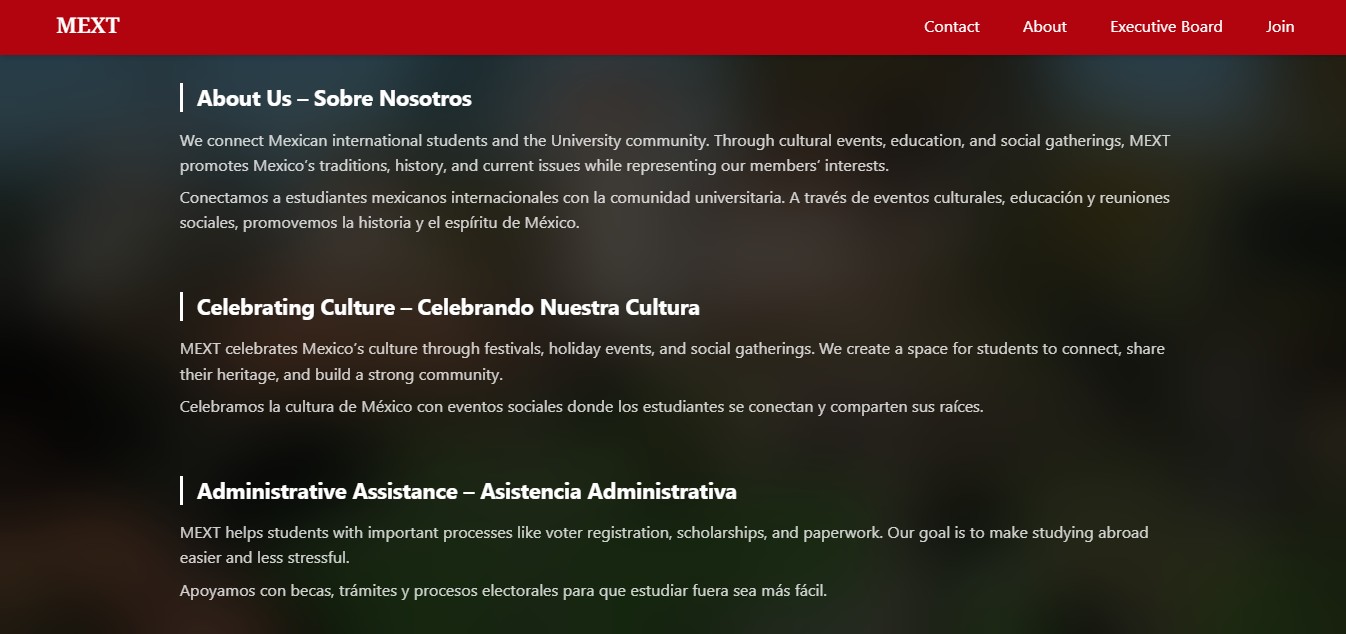 MEXT
Contact About Executive Board Join
About Us – Sobre Nosotros
We connect Mexican international students and the University community. Through cultural events, education, and social gatherings, MEXT
promotes Mexico’s traditions, history, and current issues while representing our members’ interests.
Conectamos a estudiantes mexicanos internacionales con la comunidad universitaria. A través de eventos culturales, educación y reuniones
sociales, promovemos la historia y el espíritu de México.
Celebrating Culture – Celebrando Nuestra Cultura
MEXT celebrates Mexico’s culture through festivals, holiday events, and social gatherings. We create a space for students to connect, share
their heritage, and build a strong community.
Celebramos la cultura de México con eventos sociales donde los estudiantes se conectan y comparten sus raíces.
Administrative Assistance – Asistencia Administrativa
MEXT helps students with important processes like voter registration, scholarships, and paperwork. Our goal is to make studying abroad
easier and less stressful.
Apoyamos con becas, trámites y procesos electorales para que estudiar fuera sea más fácil.